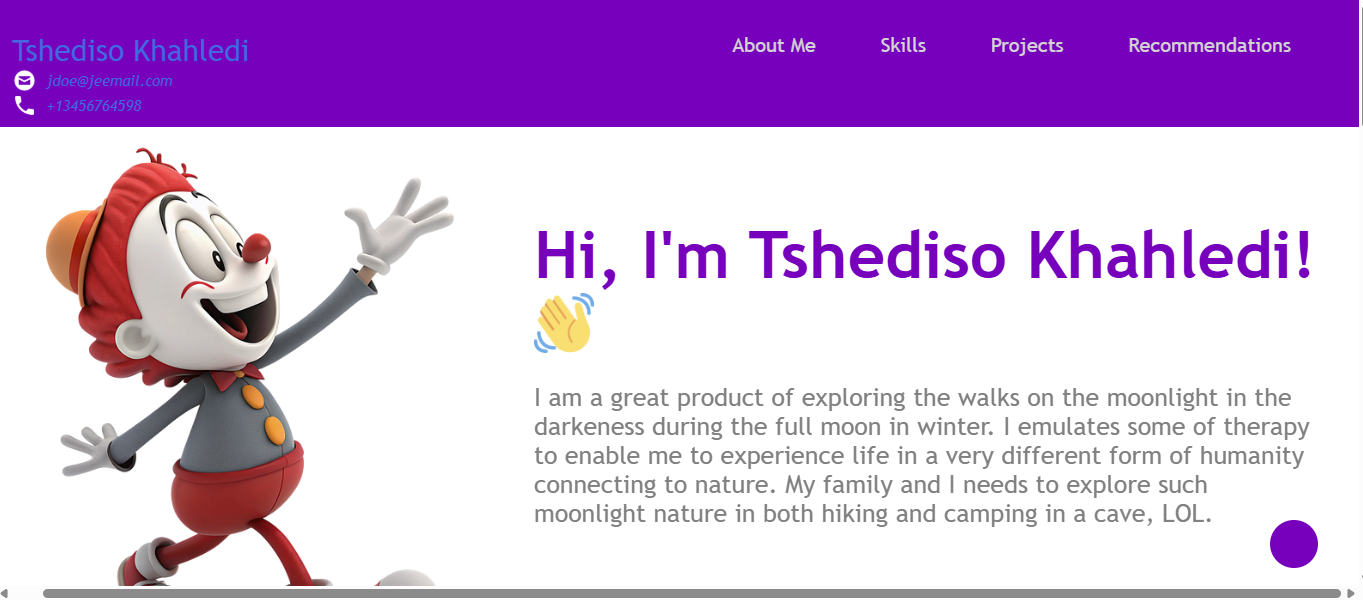 Tshediso Khahledi
jdoe@jeemail.com
+13456764598
About Me Skills Projects Recommendations
Hi, I'm Tshediso Khahledi!
I am a great product of exploring the walks on the moonlight in the
darkeness during the full moon in winter. I emulates some of therapy
to enable me to experience life in a very different form of humanity
connecting to nature. My family and I needs to explore such
moonlight nature in both hiking and camping in a cave, LOL.